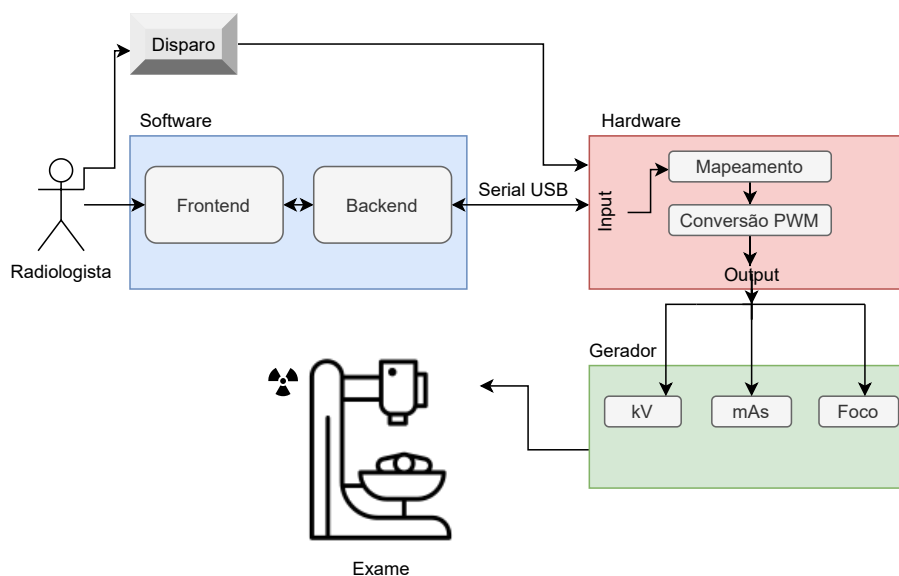 Disparo
Software
Hardware
Frontend
Backend
Serial USB
Input
Mapeamento
Conversão PWM
Output
Radiologista
Gerador
kV
mAs
Foco
Exame